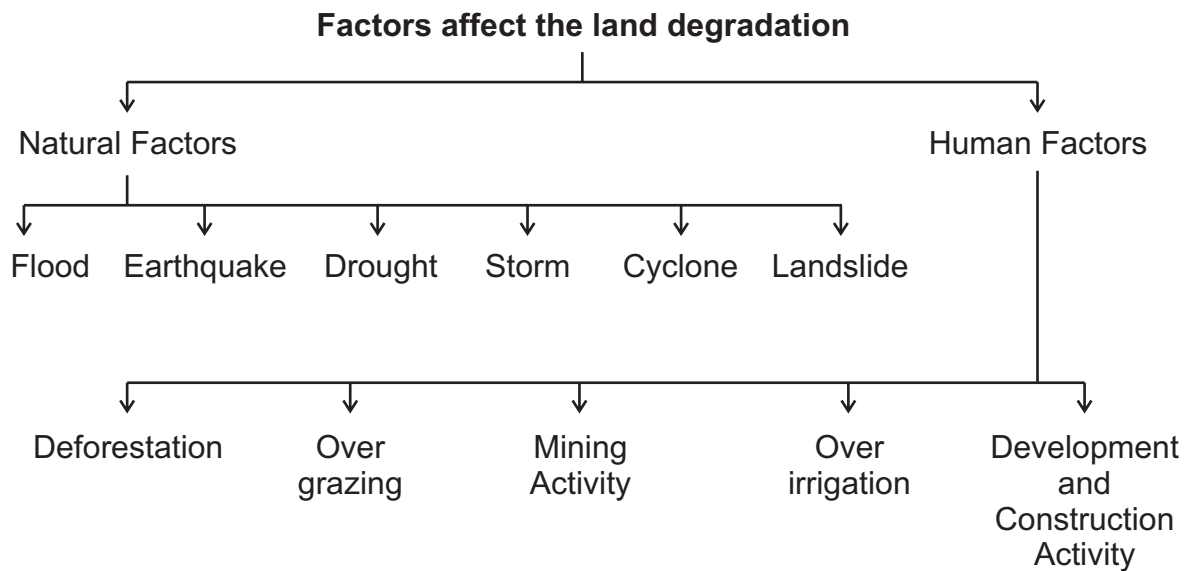 Factors affect the land degradation
Natural Factors
Human Factors
Flood
Earthquake
Drought
Storm
Cyclone
Landslide
Deforestation
Over
grazing
Mining
Activity
Over
irrigation
Development
and
Construction
Activity